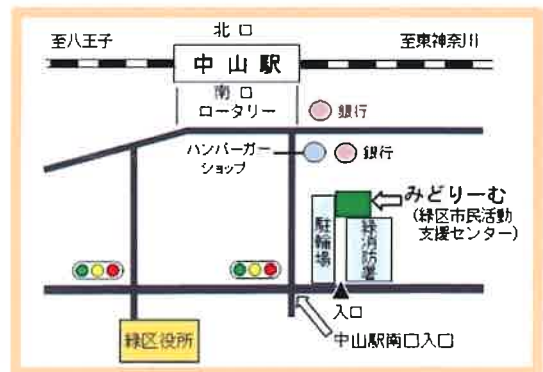 北口
至八王子
至東神奈川
中山駅
南口
ロータリー
銀行
ハンバーガー
ショップ
銀行
みどりーむ
(緑区市民活動
支援センター)
駐輪場
緑消防署
入口
緑区役所
中山駅南口入口